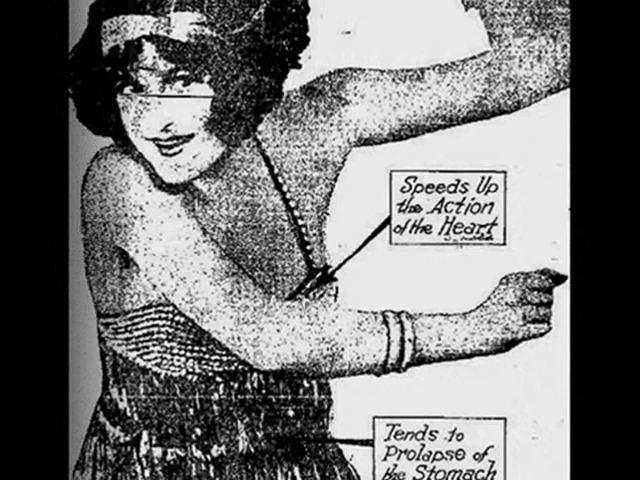 Speeds Up
the Action
of the Heart
Tends to
Prolapse of
the Stomach